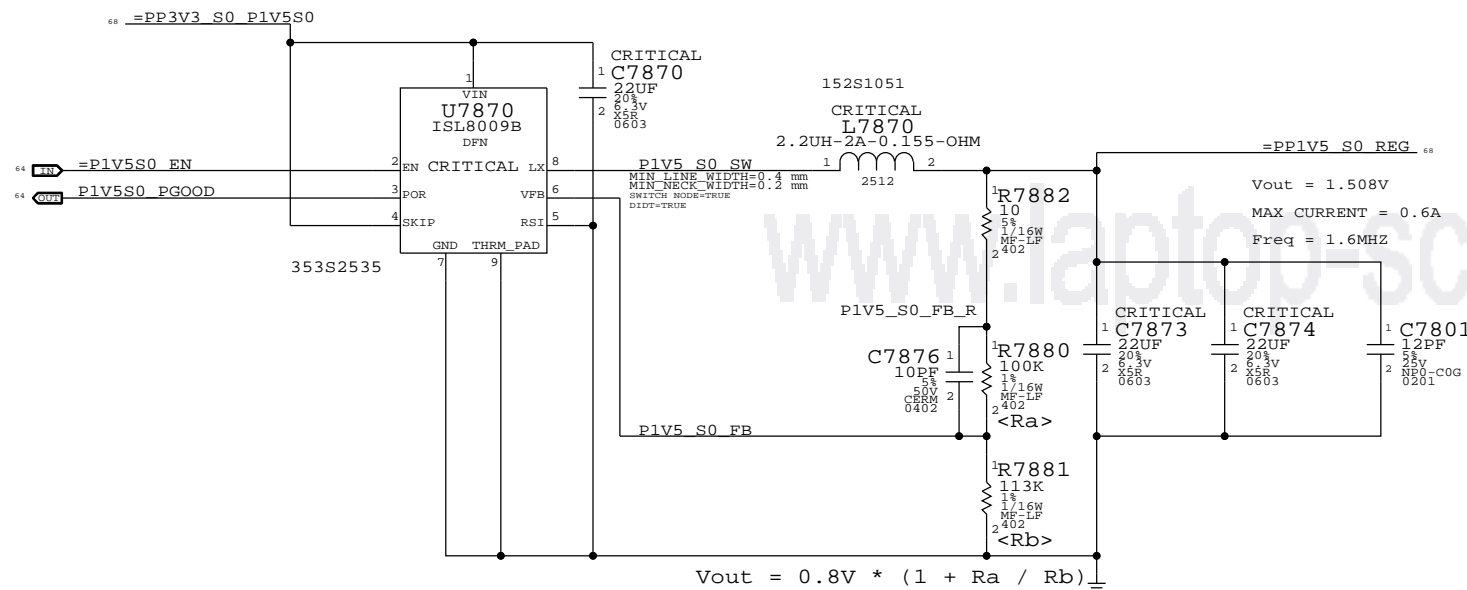 68 =PP3V3_S0_P1V5S0
CRITICAL
1 C7870
22UF
20%
6.3V
2 X5R
0603
1
VIN
U7870
ISL8009B
DFN
CRITICAL
64 IN =P1V5S0_EN 2 EN
LX 8 P1V5_S0_SW
MIN_LINE_WIDTH=0.4 mm
MIN_NECK_WIDTH=0.2 mm
SWITCH NODE=TRUE
DIDT=TRUE
64 OUT P1V5S0_PGOOD 3 POR
VFB 6
4 SKIP
RSI 5
GND THRM_PAD
7 9
353S2535
152S1051
CRITICAL
L7870
2.2UH-2A-0.155-OHM
1 2
2512
=PP1V5_S0_REG 68
Vout = 1.508V
MAX CURRENT = 0.6A
Freq = 1.6MHZ
1 R7882
10
5%
1/16W
MF-LF
2 402
www.laptop-sc
P1V5_S0_FB_R
C7876 1
10PF
5%
50V
CERM 2
0402
1 R7880
100K
1%
1/16W
MF-LF
2 402
<Ra>
CRITICAL
1 C7873
22UF
20%
2 6.3V
X5R
0603
CRITICAL
1 C7874
22UF
20%
2 6.3V
X5R
0603
1 C7801
12PF
5%
2 25V
NP0-C0G
0201
P1V5_S0_FB
1 R7881
113K
1%
1/16W
MF-LF
2 402
<Rb>
Vout = 0.8V * (1 + Ra / Rb)